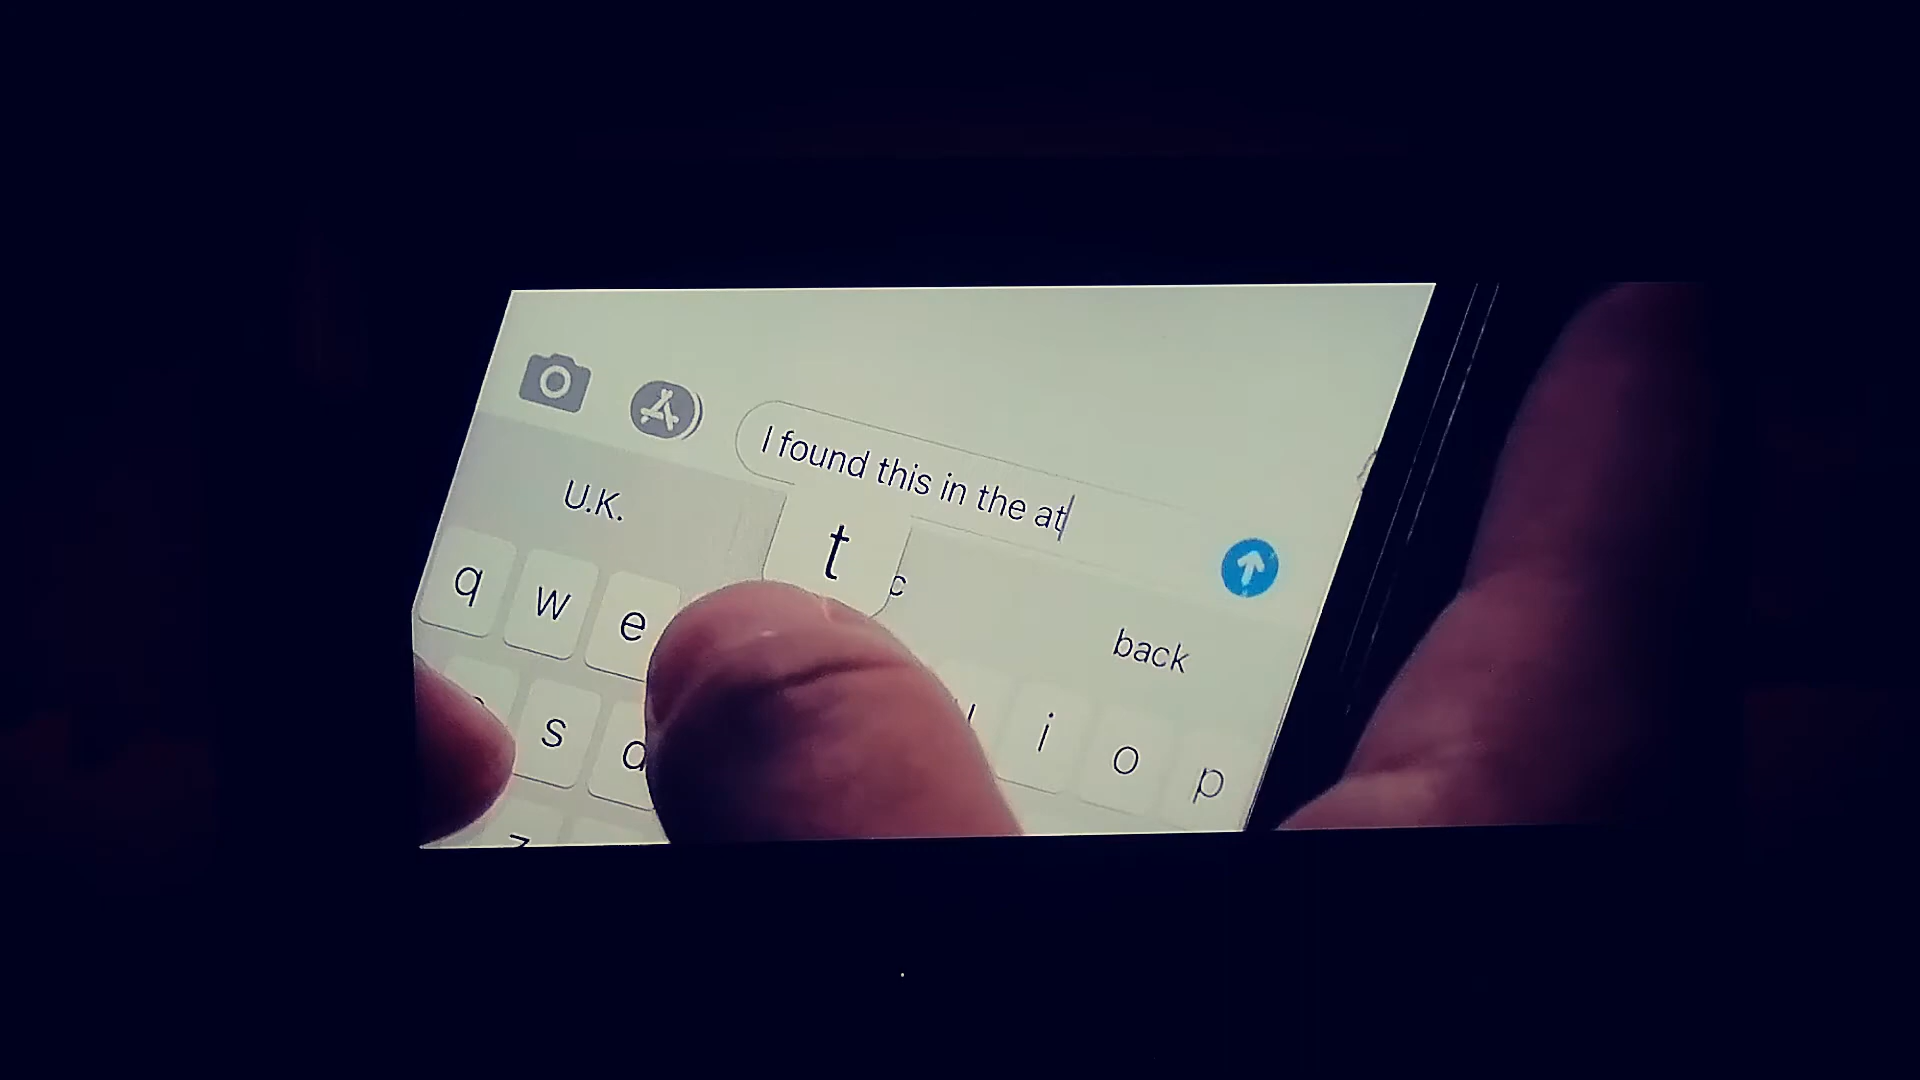 I found this in the at
U.K.
t
c
back
q w e i o p
s d
z